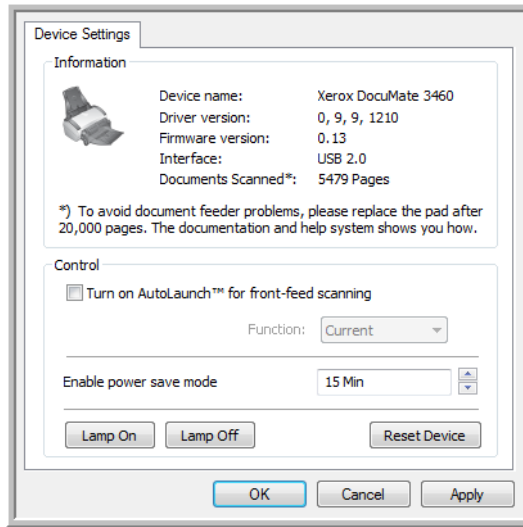 Device Settings
Information
Device name: Xerox DocuMate 3460
Driver version: 0, 9, 9, 1210
Firmware version: 0.13
Interface: USB 2.0
Documents Scanned*: 5479 Pages
*) To avoid document feeder problems, please replace the pad after
20,000 pages. The documentation and help system shows you how.
Control
Turn on AutoLaunch™ for front-feed scanning
Function: Current
Enable power save mode 15 Min
Lamp On Lamp Off Reset Device
OK Cancel Apply